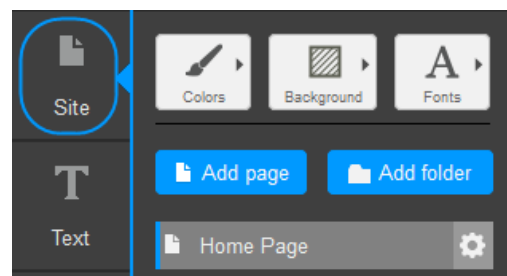 Site
Text
Colors
Background
A
Fonts
Add page
Add folder
Home Page